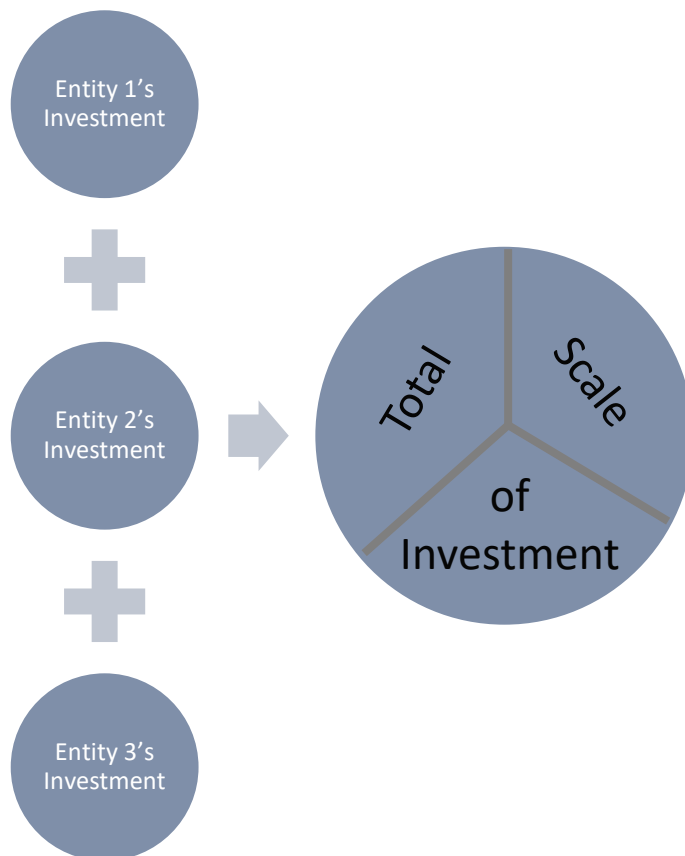 Entity 1’s
Investment
Entity 2’s
Investment
Entity 3’s
Investment
Total
Scale
of
Investment